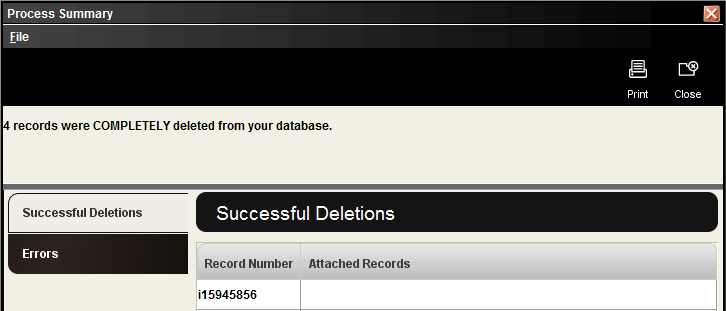 Process Summary
File
Print Close
4 records were COMPLETELY deleted from your database.
Successful Deletions
Errors
Successful Deletions
Record Number Attached Records
i15945856